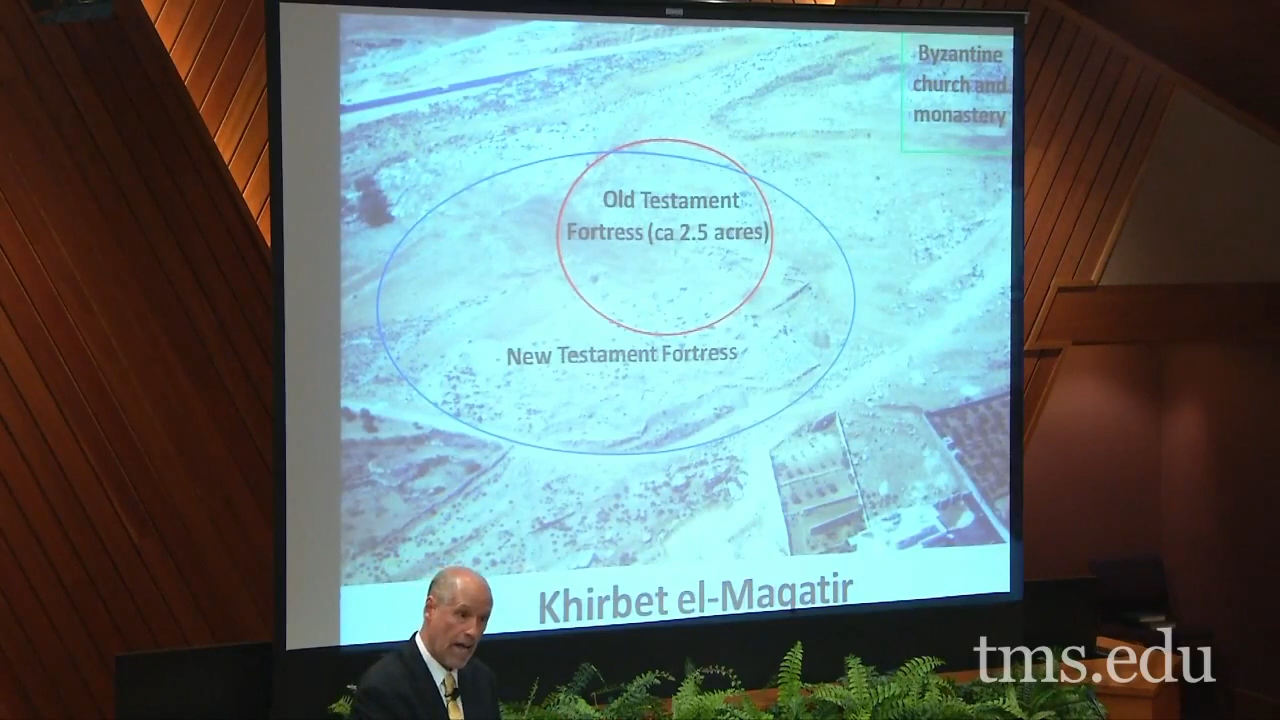 Byzantine
church and
monastery
Old Testament
Fortress (ca 2.5 acres)
New Testament Fortress
Khirbet el-Maqatir
tms.edu